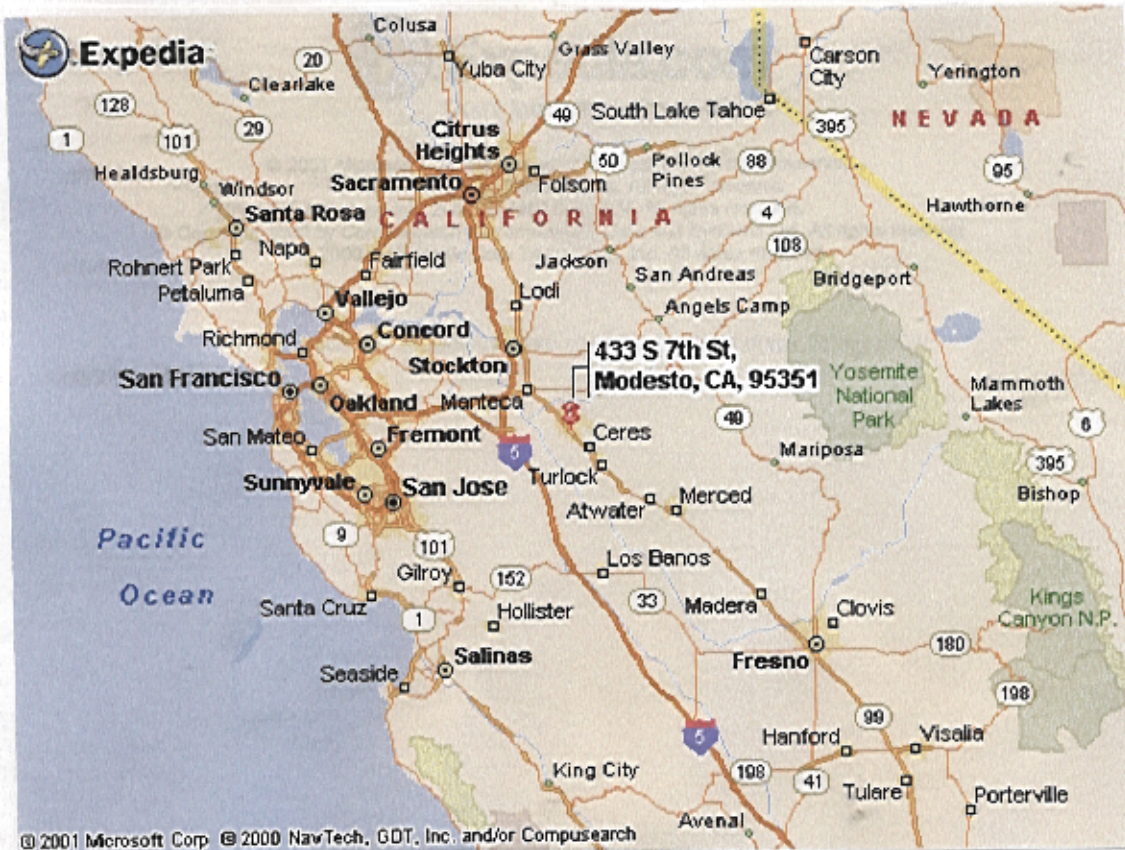 Expedia
Colusa
20
Yuba City
Grass Valley
Carson
City
Yerington
Clearlake
128
29
1
101
49
South Lake Tahoe
395
NEVADA
Citrus
Heights
50
Pollock
Pines
88
95
Healdsburg
Windsor
Sacramento
Folsom
Hawthorne
Santa Rosa
CALIFORNIA
4
108
Napa
Fairfield
Jackson
San Andreas
Bridgeport
Rohnert Park
Petaluma
Lodi
Angels Camp
Vallejo
Richmond
Concord
Stockton
433 S 7th St,
Modesto, CA, 95351
Yosemite
National
Park
Mammoth
Lakes
San Francisco
Oakland
Manteca
49
6
San Mateo
Fremont
5
Ceres
Mariposa
395
Turlock
Sunnyvale
San Jose
Atwater
Merced
Bishop
Pacific
Ocean
9
101
Los Banos
Gilroy
152
33
Madera
Clovis
Kings
Canyon N.P.
Santa Cruz
1
Hollister
Fresno
180
Salinas
Seaside
198
99
5
Hanford
Visalia
King City
198
41
Tulare
Porterville
Avenal
© 2001 Microsoft Corp © 2000 NavTech, GDT, Inc. and/or Compusearch